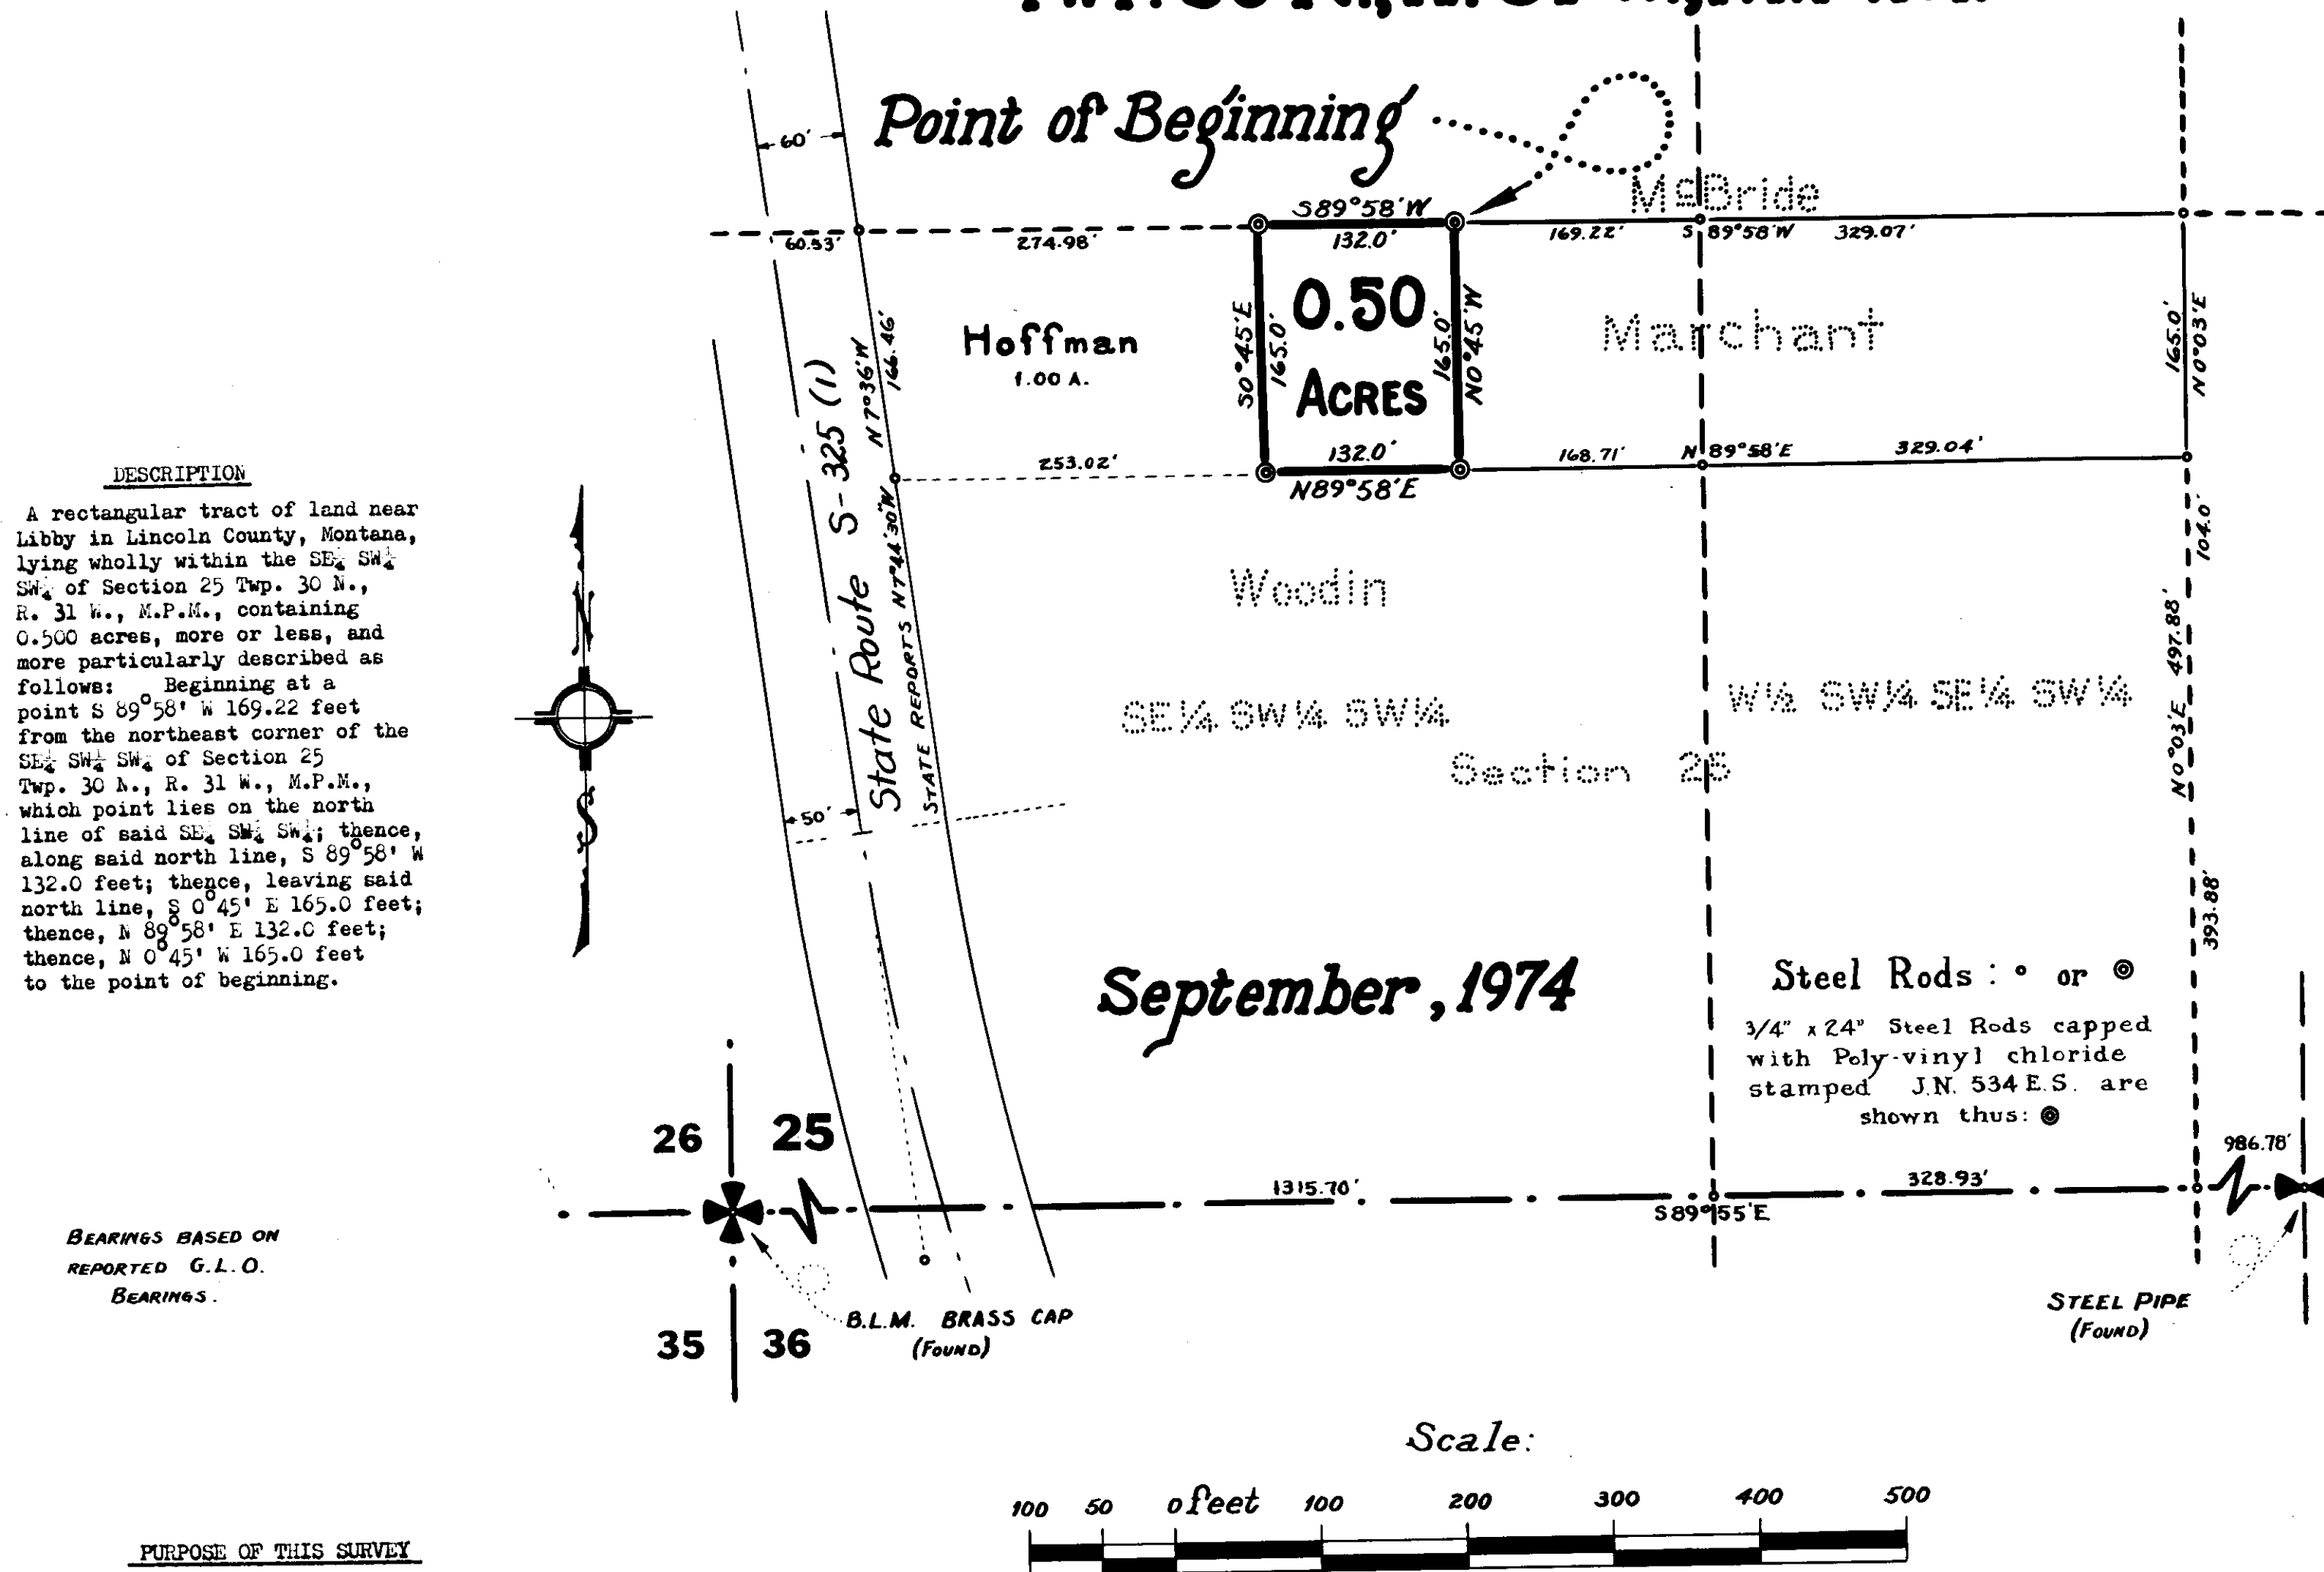 Point of Beginning
60'
McBride
S89°58'W
60.53'
274.98'
132.0'
169.22'
S 89°58'W
329.07'
0.50
ACRES
Hoffman
1.00 A.
Marchant
S0°45'E
165.0'
165.0'
N0°45'W
165.0'
N0°03'E
N7°36'W
166.46'
253.02'
132.0'
N89°58'E
168.71'
N 89°58'E
329.04'
State Route S-325 (1)
STATE REPORTS N7°44'30"W
104.0'
Woodin
SE¼ SW¼ SW¼
W½ SW¼ SE¼ SW¼
Section 25
N0°03'E 497.88'
393.88'
50'
N
S
DESCRIPTION
A rectangular tract of land near
Libby in Lincoln County, Montana,
lying wholly within the SE¼ SW¼
SW¼ of Section 25 Twp. 30 N.,
R. 31 W., M.P.M., containing
0.500 acres, more or less, and
more particularly described as
follows: Beginning at a
point S 89°58' W 169.22 feet
from the northeast corner of the
SE¼ SW¼ SW¼ of Section 25
Twp. 30 N., R. 31 W., M.P.M.,
which point lies on the north
line of said SE¼ SW¼ SW¼; thence,
along said north line, S 89°58' W
132.0 feet; thence, leaving said
north line, S 0°45' E 165.0 feet;
thence, N 89°58' E 132.0 feet;
thence, N 0°45' W 165.0 feet
to the point of beginning.
September, 1974
Steel Rods: or
3/4" x 24" Steel Rods capped
with Poly-vinyl chloride
stamped J.N. 534 E.S. are
shown thus:
26
25
35
36
1315.70'
S89°55'E
328.93'
986.78'
BEARINGS BASED ON
REPORTED G.L.O.
BEARINGS.
B.L.M. BRASS CAP
(FOUND)
STEEL PIPE
(FOUND)
Scale:
100 50 0 feet 100 200 300 400 500
PURPOSE OF THIS SURVEY